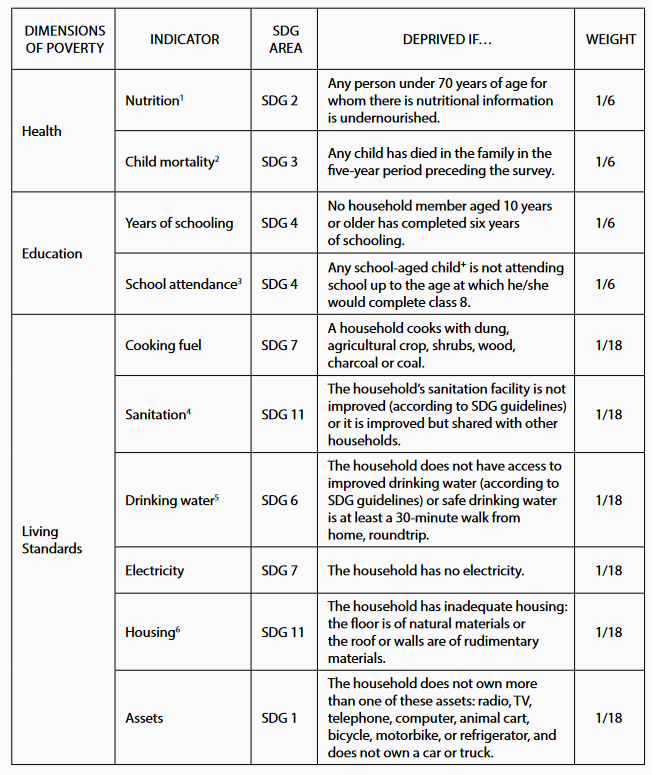 DIMENSIONS
OF POVERTY
INDICATOR
SDG
AREA
DEPRIVED IF…
WEIGHT
Health
Nutrition¹
SDG 2
Any person under 70 years of age for
whom there is nutritional information
is undernourished.
1/6
Child mortality²
SDG 3
Any child has died in the family in the
five-year period preceding the survey.
1/6
Education
Years of schooling
SDG 4
No household member aged 10 years
or older has completed six years
of schooling.
1/6
School attendance³
SDG 4
Any school-aged child⁺ is not attending
school up to the age at which he/she
would complete class 8.
1/6
Living
Standards
Cooking fuel
SDG 7
A household cooks with dung,
agricultural crop, shrubs, wood,
charcoal or coal.
1/18
Sanitation⁴
SDG 11
The household’s sanitation facility is not
improved (according to SDG guidelines)
or it is improved but shared with other
households.
1/18
Drinking water⁵
SDG 6
The household does not have access to
improved drinking water (according to
SDG guidelines) or safe drinking water
is at least a 30-minute walk from
home, roundtrip.
1/18
Electricity
SDG 7
The household has no electricity.
1/18
Housing⁶
SDG 11
The household has inadequate housing:
the floor is of natural materials or
the roof or walls are of rudimentary
materials.
1/18
Assets
SDG 1
The household does not own more
than one of these assets: radio, TV,
telephone, computer, animal cart,
bicycle, motorbike, or refrigerator, and
does not own a car or truck.
1/18